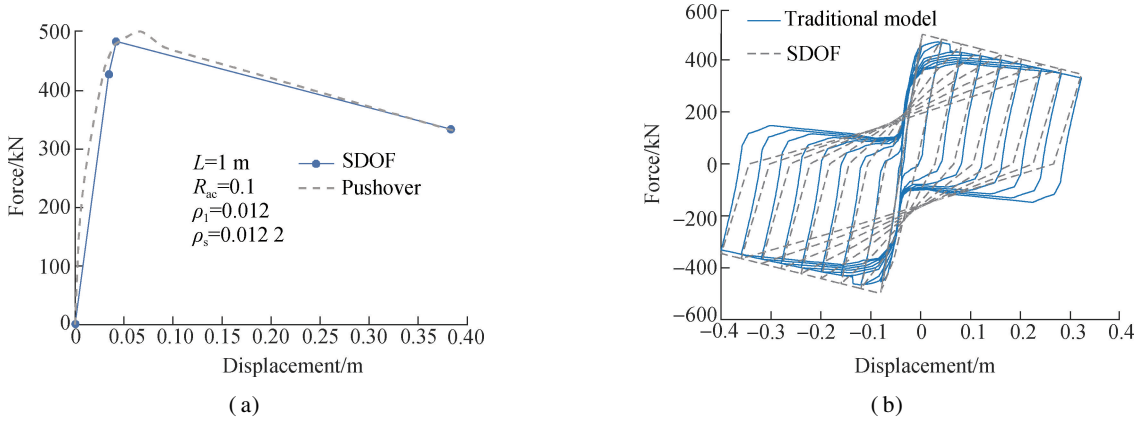 500
400
300
200
100
0
Force/kN
L=1 m
R_ac=0.1
ρ_1=0.012
ρ_s=0.012 2
SDOF
Pushover
0 0.05 0.10 0.15 0.20 0.25 0.30 0.35 0.40
Displacement/m
(a)
600
400
200
0
−200
−400
−600
Force/kN
Traditional model
SDOF
−0.4 −0.3 −0.2 −0.1 0 0.1 0.2 0.3 0.4
Displacement/m
(b)